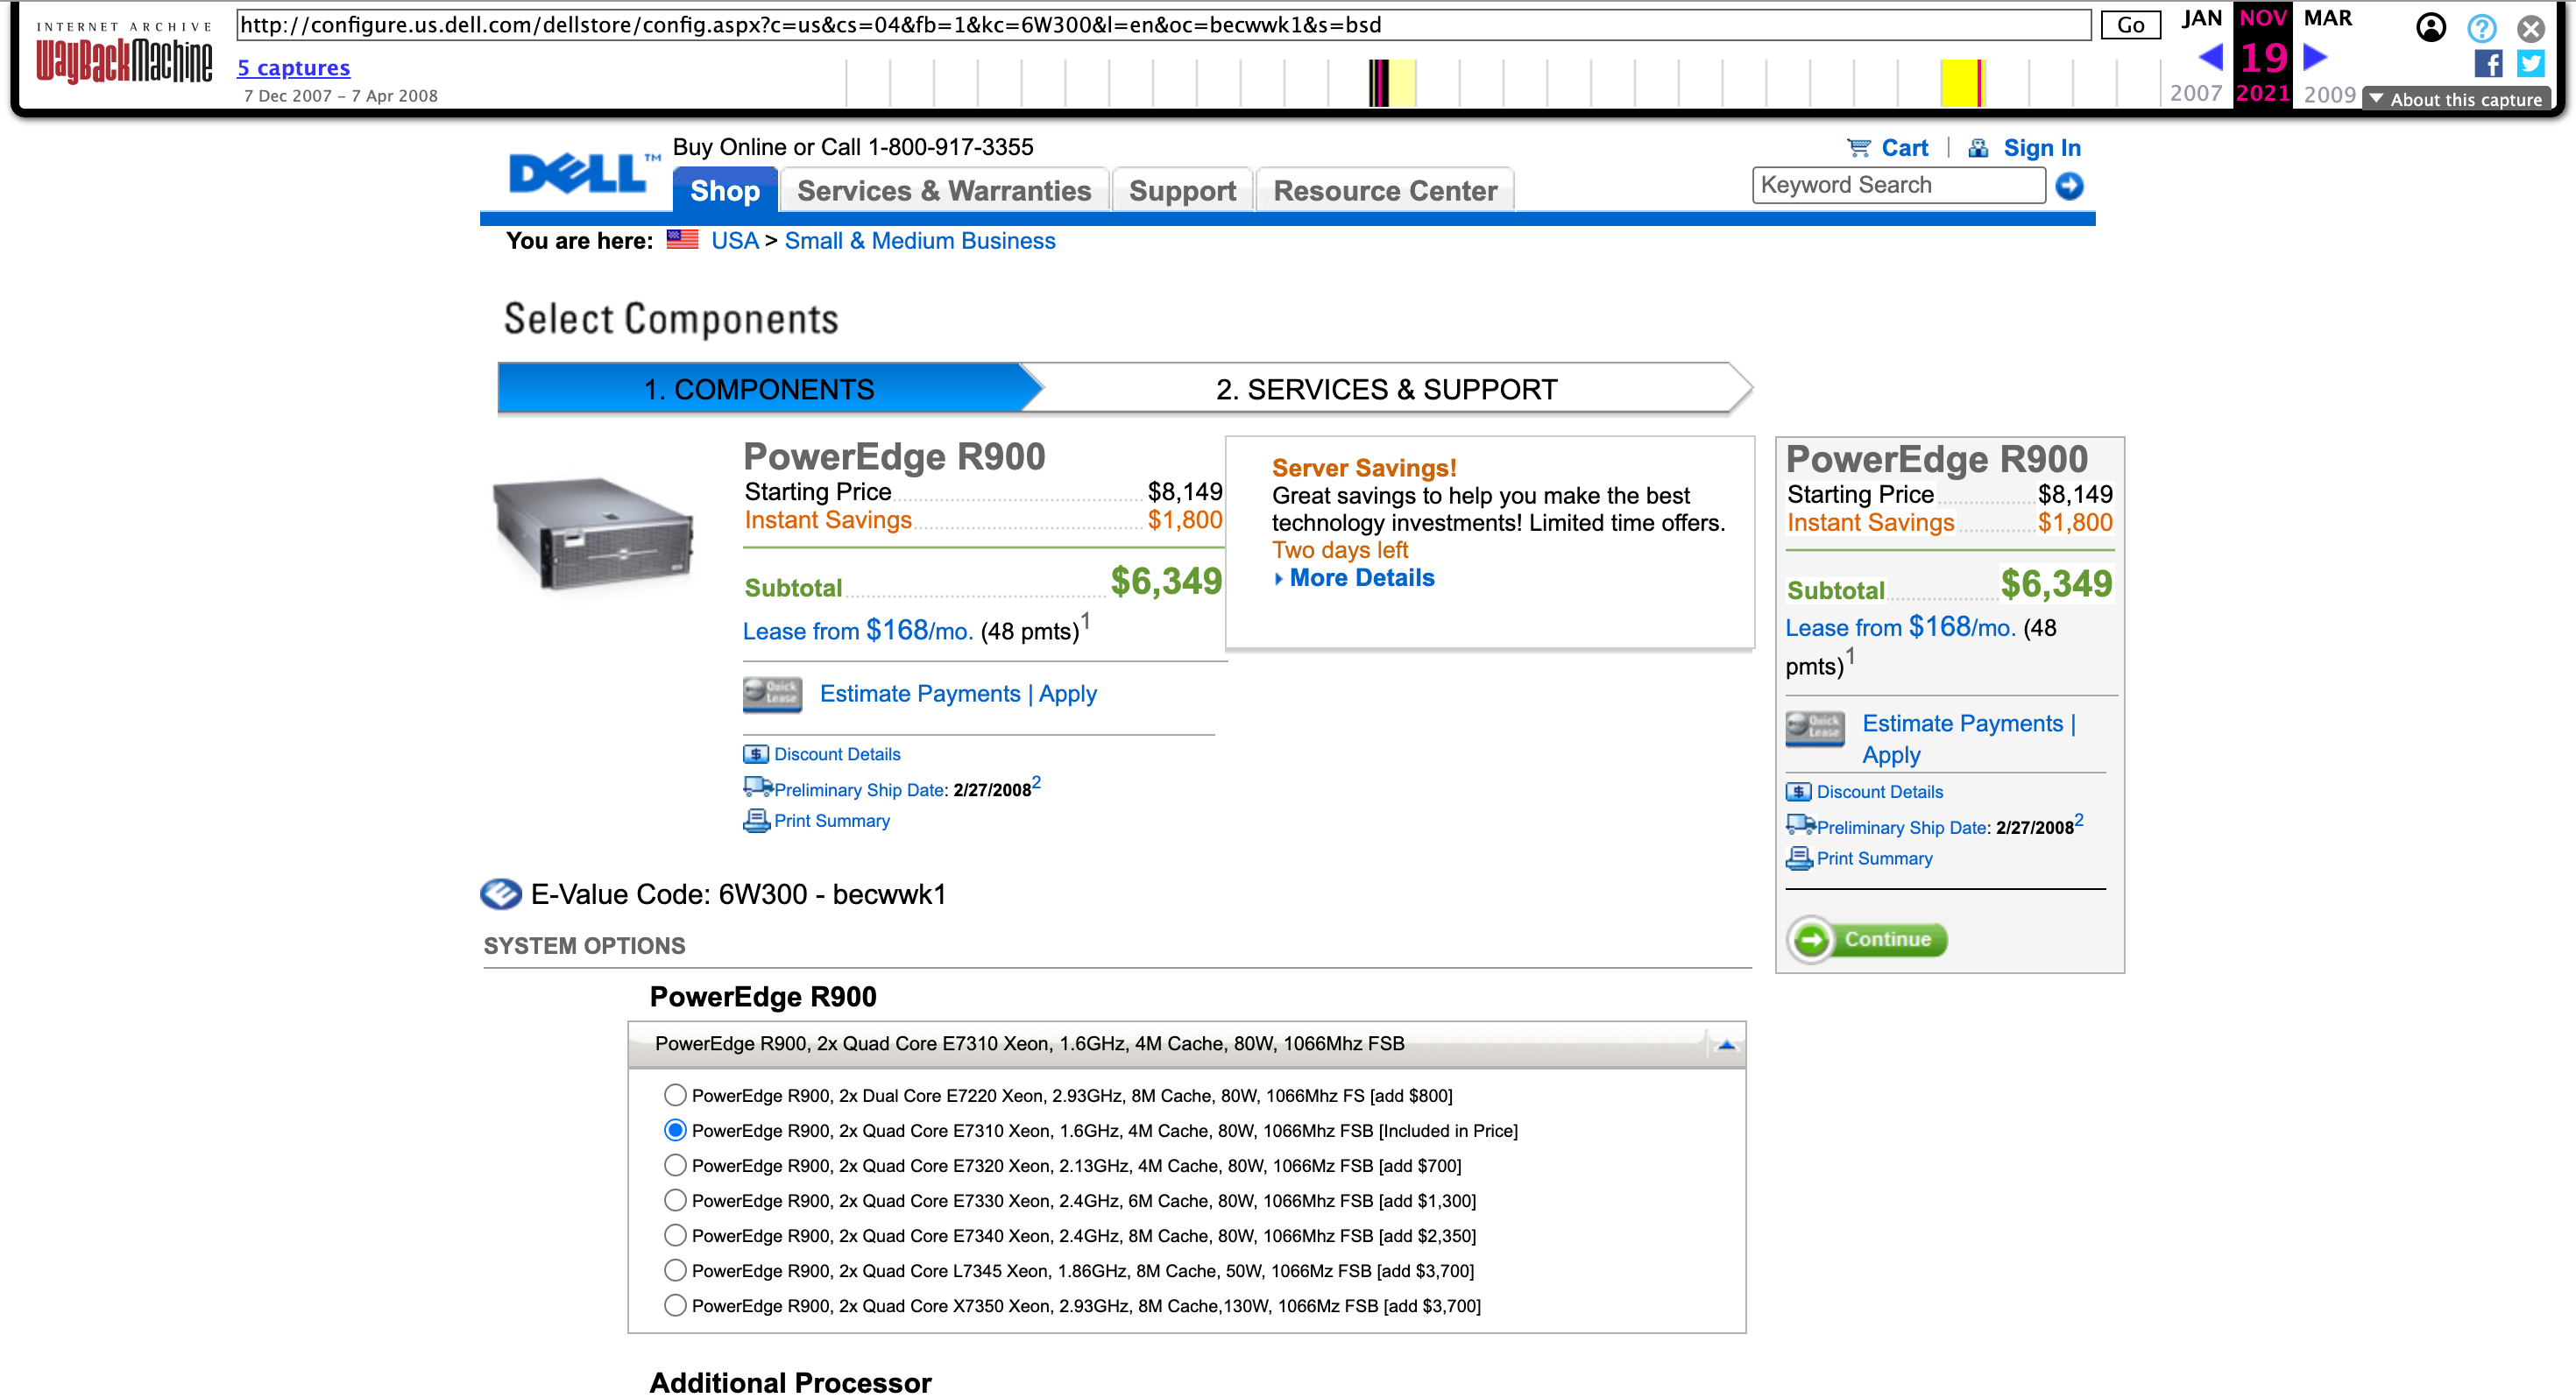 INTERNET ARCHIVE
WayBackMachine
http://configure.us.dell.com/dellstore/config.aspx?c=us&cs=04&fb=1&kc=6W300&l=en&oc=becwwk1&s=bsd
Go
JAN NOV MAR
5 captures
19
7 Dec 2007 – 7 Apr 2008
2007 2021 2009
About this capture
DELL™
Buy Online or Call 1-800-917-3355
Cart | Sign In
Shop Services & Warranties Support Resource Center
Keyword Search
You are here: USA > Small & Medium Business
Select Components
1. COMPONENTS
2. SERVICES & SUPPORT
PowerEdge R900
Starting Price $8,149
Instant Savings $1,800
Subtotal $6,349
Lease from $168/mo. (48 pmts)1
Quick Lease
Estimate Payments | Apply
Discount Details
Preliminary Ship Date: 2/27/20082
Print Summary
Server Savings!
Great savings to help you make the best
technology investments! Limited time offers.
Two days left
More Details
PowerEdge R900
Starting Price $8,149
Instant Savings $1,800
Subtotal $6,349
Lease from $168/mo. (48
pmts)1
Quick Lease
Estimate Payments |
Apply
Discount Details
Preliminary Ship Date: 2/27/20082
Print Summary
Continue
E-Value Code: 6W300 - becwwk1
SYSTEM OPTIONS
PowerEdge R900
PowerEdge R900, 2x Quad Core E7310 Xeon, 1.6GHz, 4M Cache, 80W, 1066Mhz FSB
PowerEdge R900, 2x Dual Core E7220 Xeon, 2.93GHz, 8M Cache, 80W, 1066Mhz FS [add $800]
PowerEdge R900, 2x Quad Core E7310 Xeon, 1.6GHz, 4M Cache, 80W, 1066Mhz FSB [Included in Price]
PowerEdge R900, 2x Quad Core E7320 Xeon, 2.13GHz, 4M Cache, 80W, 1066Mz FSB [add $700]
PowerEdge R900, 2x Quad Core E7330 Xeon, 2.4GHz, 6M Cache, 80W, 1066Mhz FSB [add $1,300]
PowerEdge R900, 2x Quad Core E7340 Xeon, 2.4GHz, 8M Cache, 80W, 1066Mhz FSB [add $2,350]
PowerEdge R900, 2x Quad Core L7345 Xeon, 1.86GHz, 8M Cache, 50W, 1066Mz FSB [add $3,700]
PowerEdge R900, 2x Quad Core X7350 Xeon, 2.93GHz, 8M Cache,130W, 1066Mz FSB [add $3,700]
Additional Processor